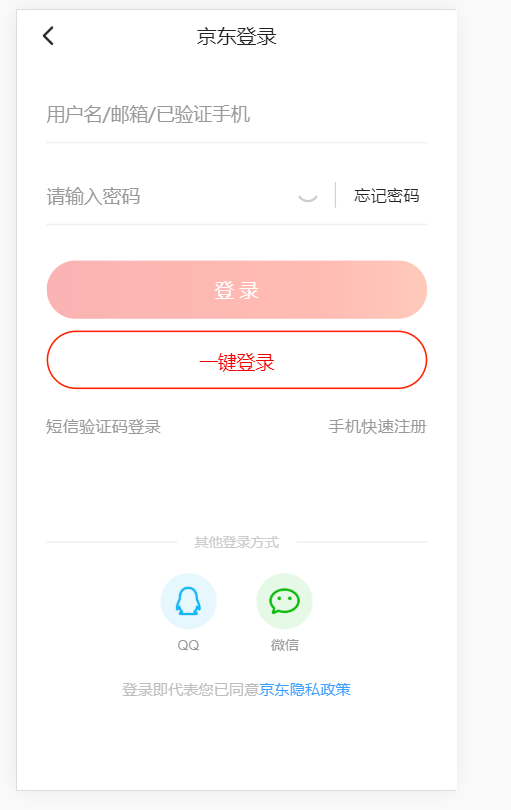 京东登录
用户名/邮箱/已验证手机
请输入密码 忘记密码
登录
一键登录
短信验证码登录 手机快速注册
其他登录方式
QQ 微信
登录即代表您已同意京东隐私政策